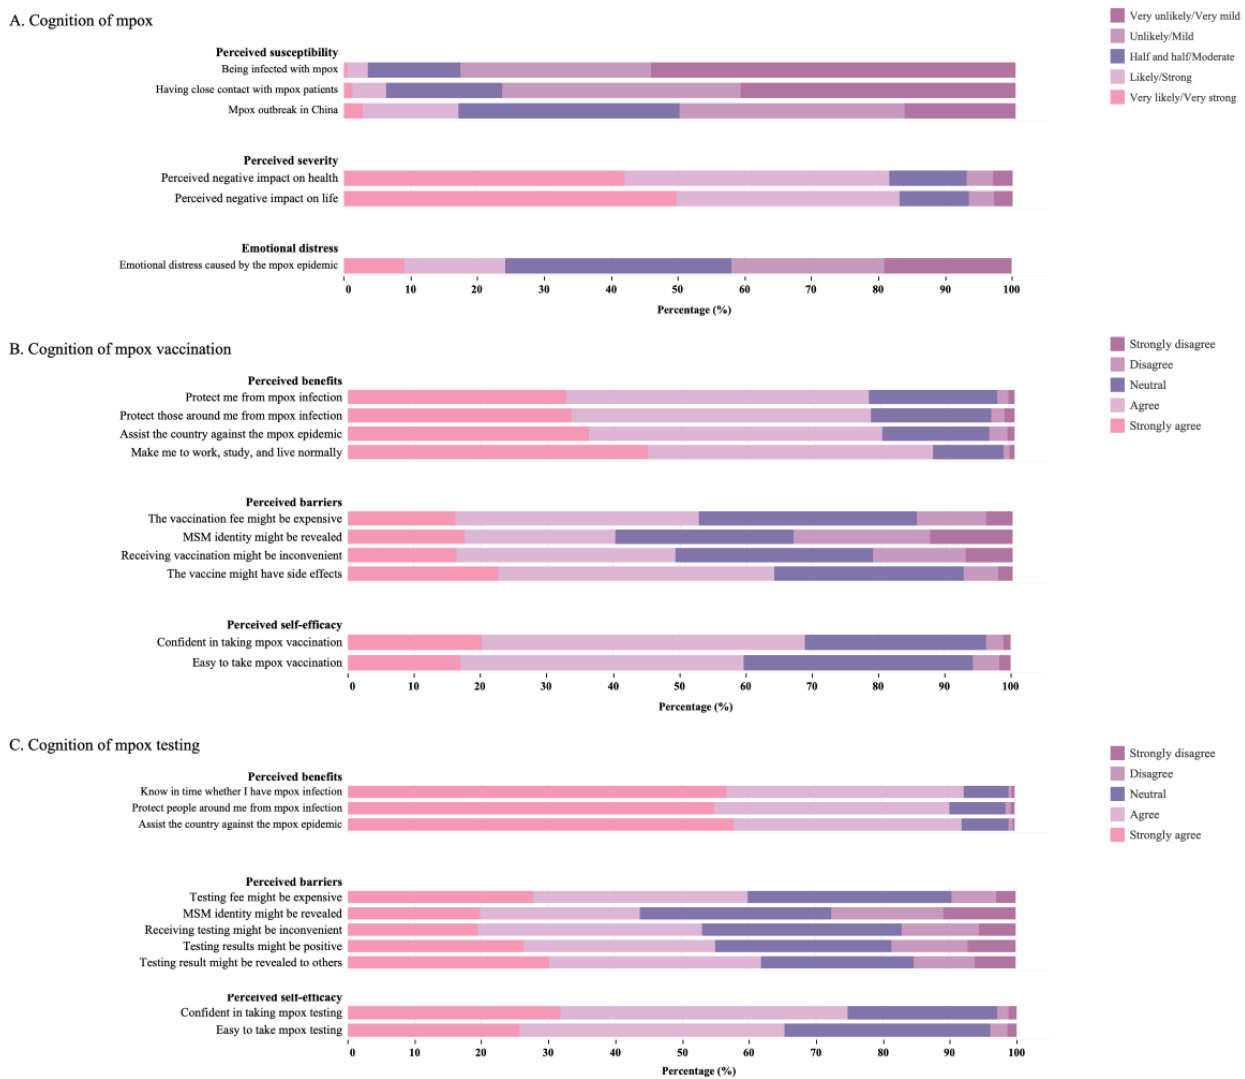 A. Cognition of mpox
Very unlikely/Very mild
Unlikely/Mild
Half and half/Moderate
Likely/Strong
Very likely/Very strong
Perceived susceptibility
Being infected with mpox
Having close contact with mpox patients
Mpox outbreak in China
Perceived severity
Perceived negative impact on health
Perceived negative impact on life
Emotional distress
Emotional distress caused by the mpox epidemic
0 10 20 30 40 50 60 70 80 90 100
Percentage (%)
B. Cognition of mpox vaccination
Strongly disagree
Disagree
Neutral
Agree
Strongly agree
Perceived benefits
Protect me from mpox infection
Protect those around me from mpox infection
Assist the country against the mpox epidemic
Make me to work, study, and live normally
Perceived barriers
The vaccination fee might be expensive
MSM identity might be revealed
Receiving vaccination might be inconvenient
The vaccine might have side effects
Perceived self-efficacy
Confident in taking mpox vaccination
Easy to take mpox vaccination
0 10 20 30 40 50 60 70 80 90 100
Percentage (%)
C. Cognition of mpox testing
Strongly disagree
Disagree
Neutral
Agree
Strongly agree
Perceived benefits
Know in time whether I have mpox infection
Protect people around me from mpox infection
Assist the country against the mpox epidemic
Perceived barriers
Testing fee might be expensive
MSM identity might be revealed
Receiving testing might be inconvenient
Testing results might be positive
Testing result might be revealed to others
Perceived self-efficacy
Confident in taking mpox testing
Easy to take mpox testing
0 10 20 30 40 50 60 70 80 90 100
Percentage (%)